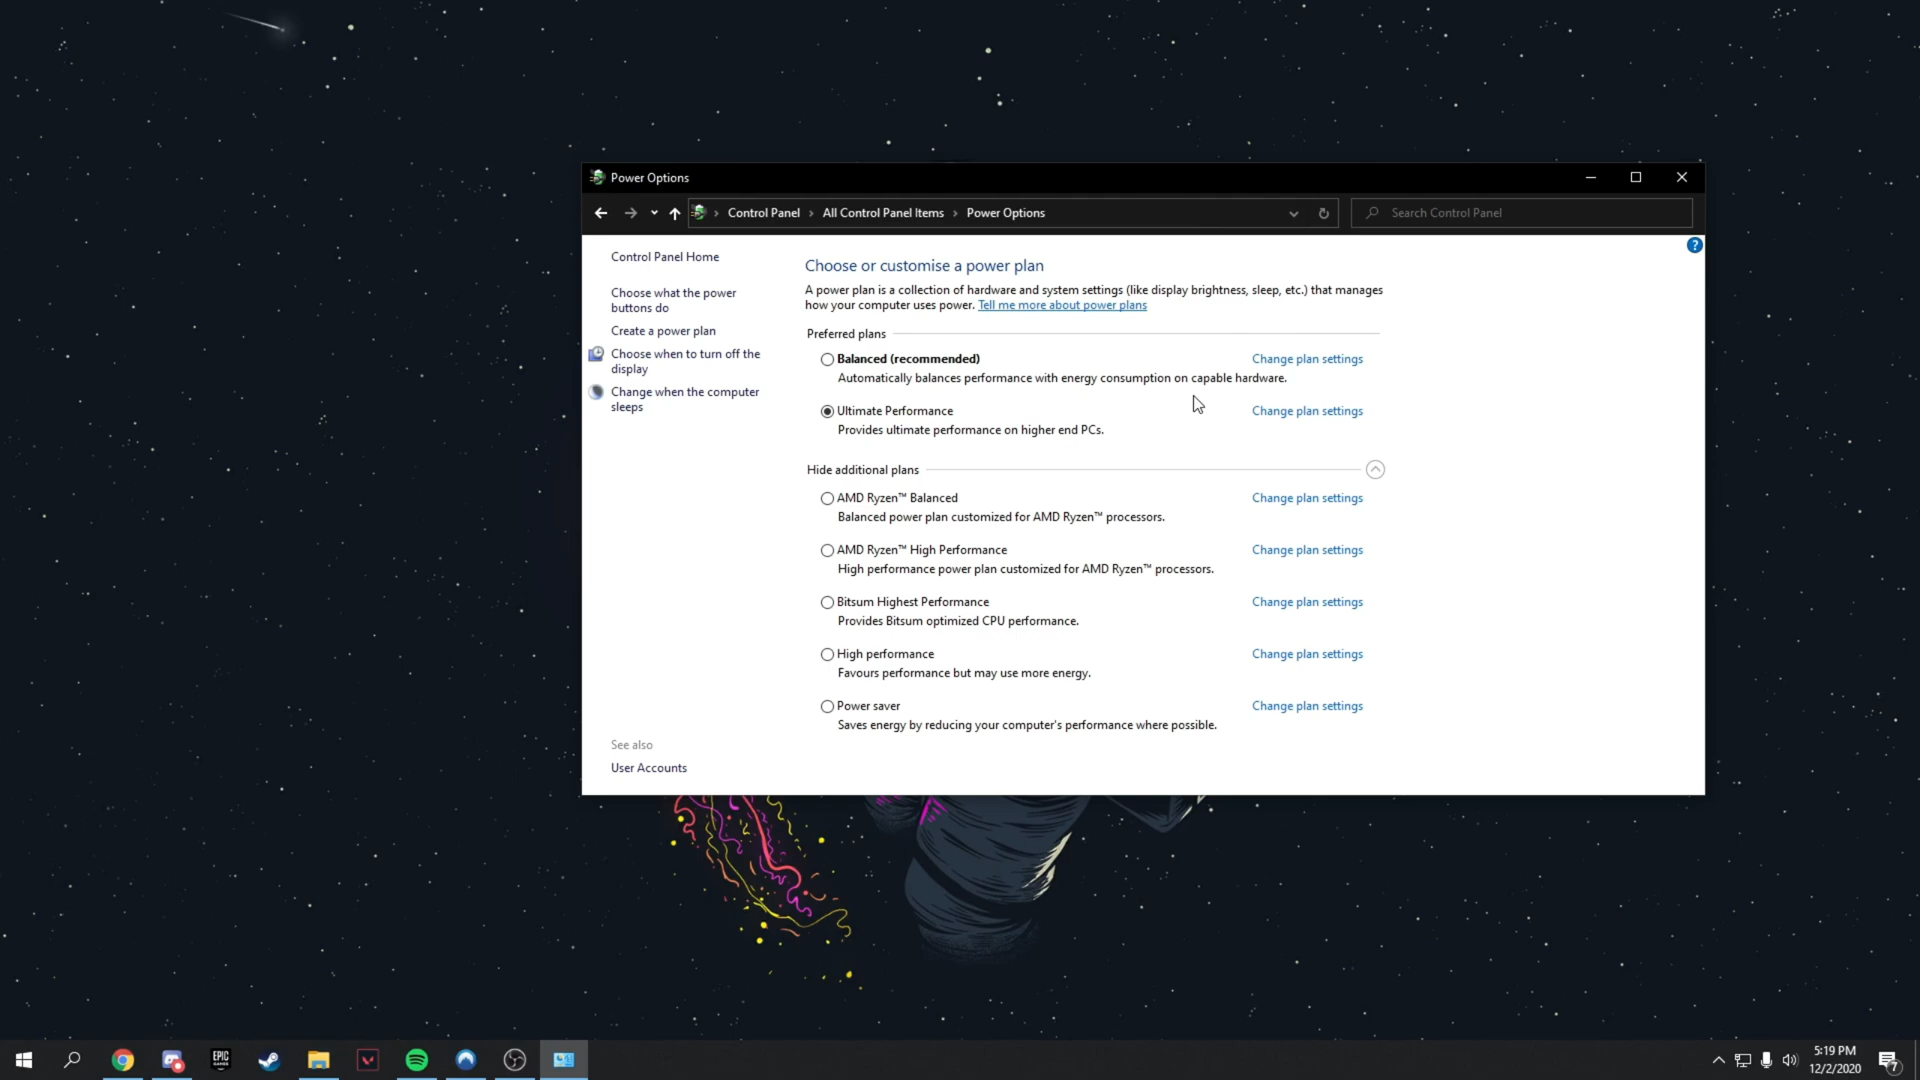 Power Options
Control Panel > All Control Panel Items > Power Options
Search Control Panel
Control Panel Home
Choose what the power
buttons do
Create a power plan
Choose when to turn off the
display
Change when the computer
sleeps
See also
User Accounts
Choose or customise a power plan
A power plan is a collection of hardware and system settings (like display brightness, sleep, etc.) that manages
how your computer uses power. Tell me more about power plans
Preferred plans
Balanced (recommended) Change plan settings
Automatically balances performance with energy consumption on capable hardware.
Ultimate Performance Change plan settings
Provides ultimate performance on higher end PCs.
Hide additional plans
AMD Ryzen™ Balanced Change plan settings
Balanced power plan customized for AMD Ryzen™ processors.
AMD Ryzen™ High Performance Change plan settings
High performance power plan customized for AMD Ryzen™ processors.
Bitsum Highest Performance Change plan settings
Provides Bitsum optimized CPU performance.
High performance Change plan settings
Favours performance but may use more energy.
Power saver Change plan settings
Saves energy by reducing your computer's performance where possible.
EPIC
GAMES
5:19 PM
12/2/2020
7